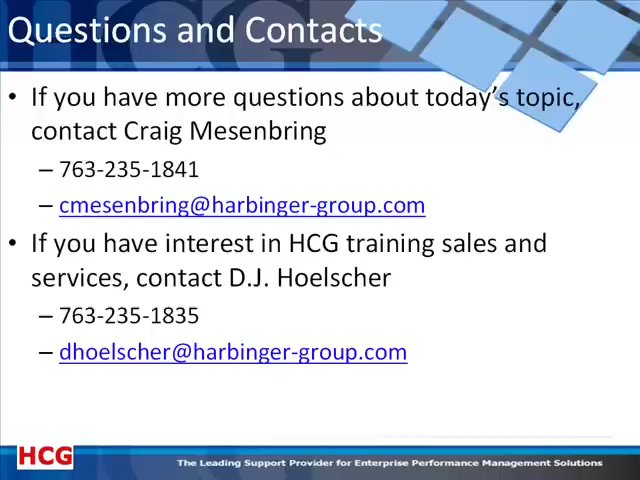 Questions and Contacts
• If you have more questions about today's topic,
contact Craig Mesenbring
– 763-235-1841
– cmesenbring@harbinger-group.com
• If you have interest in HCG training sales and
services, contact D.J. Hoelscher
– 763-235-1835
– dhoelscher@harbinger-group.com
HCG
The Leading Support Provider for Enterprise Performance Management Solutions